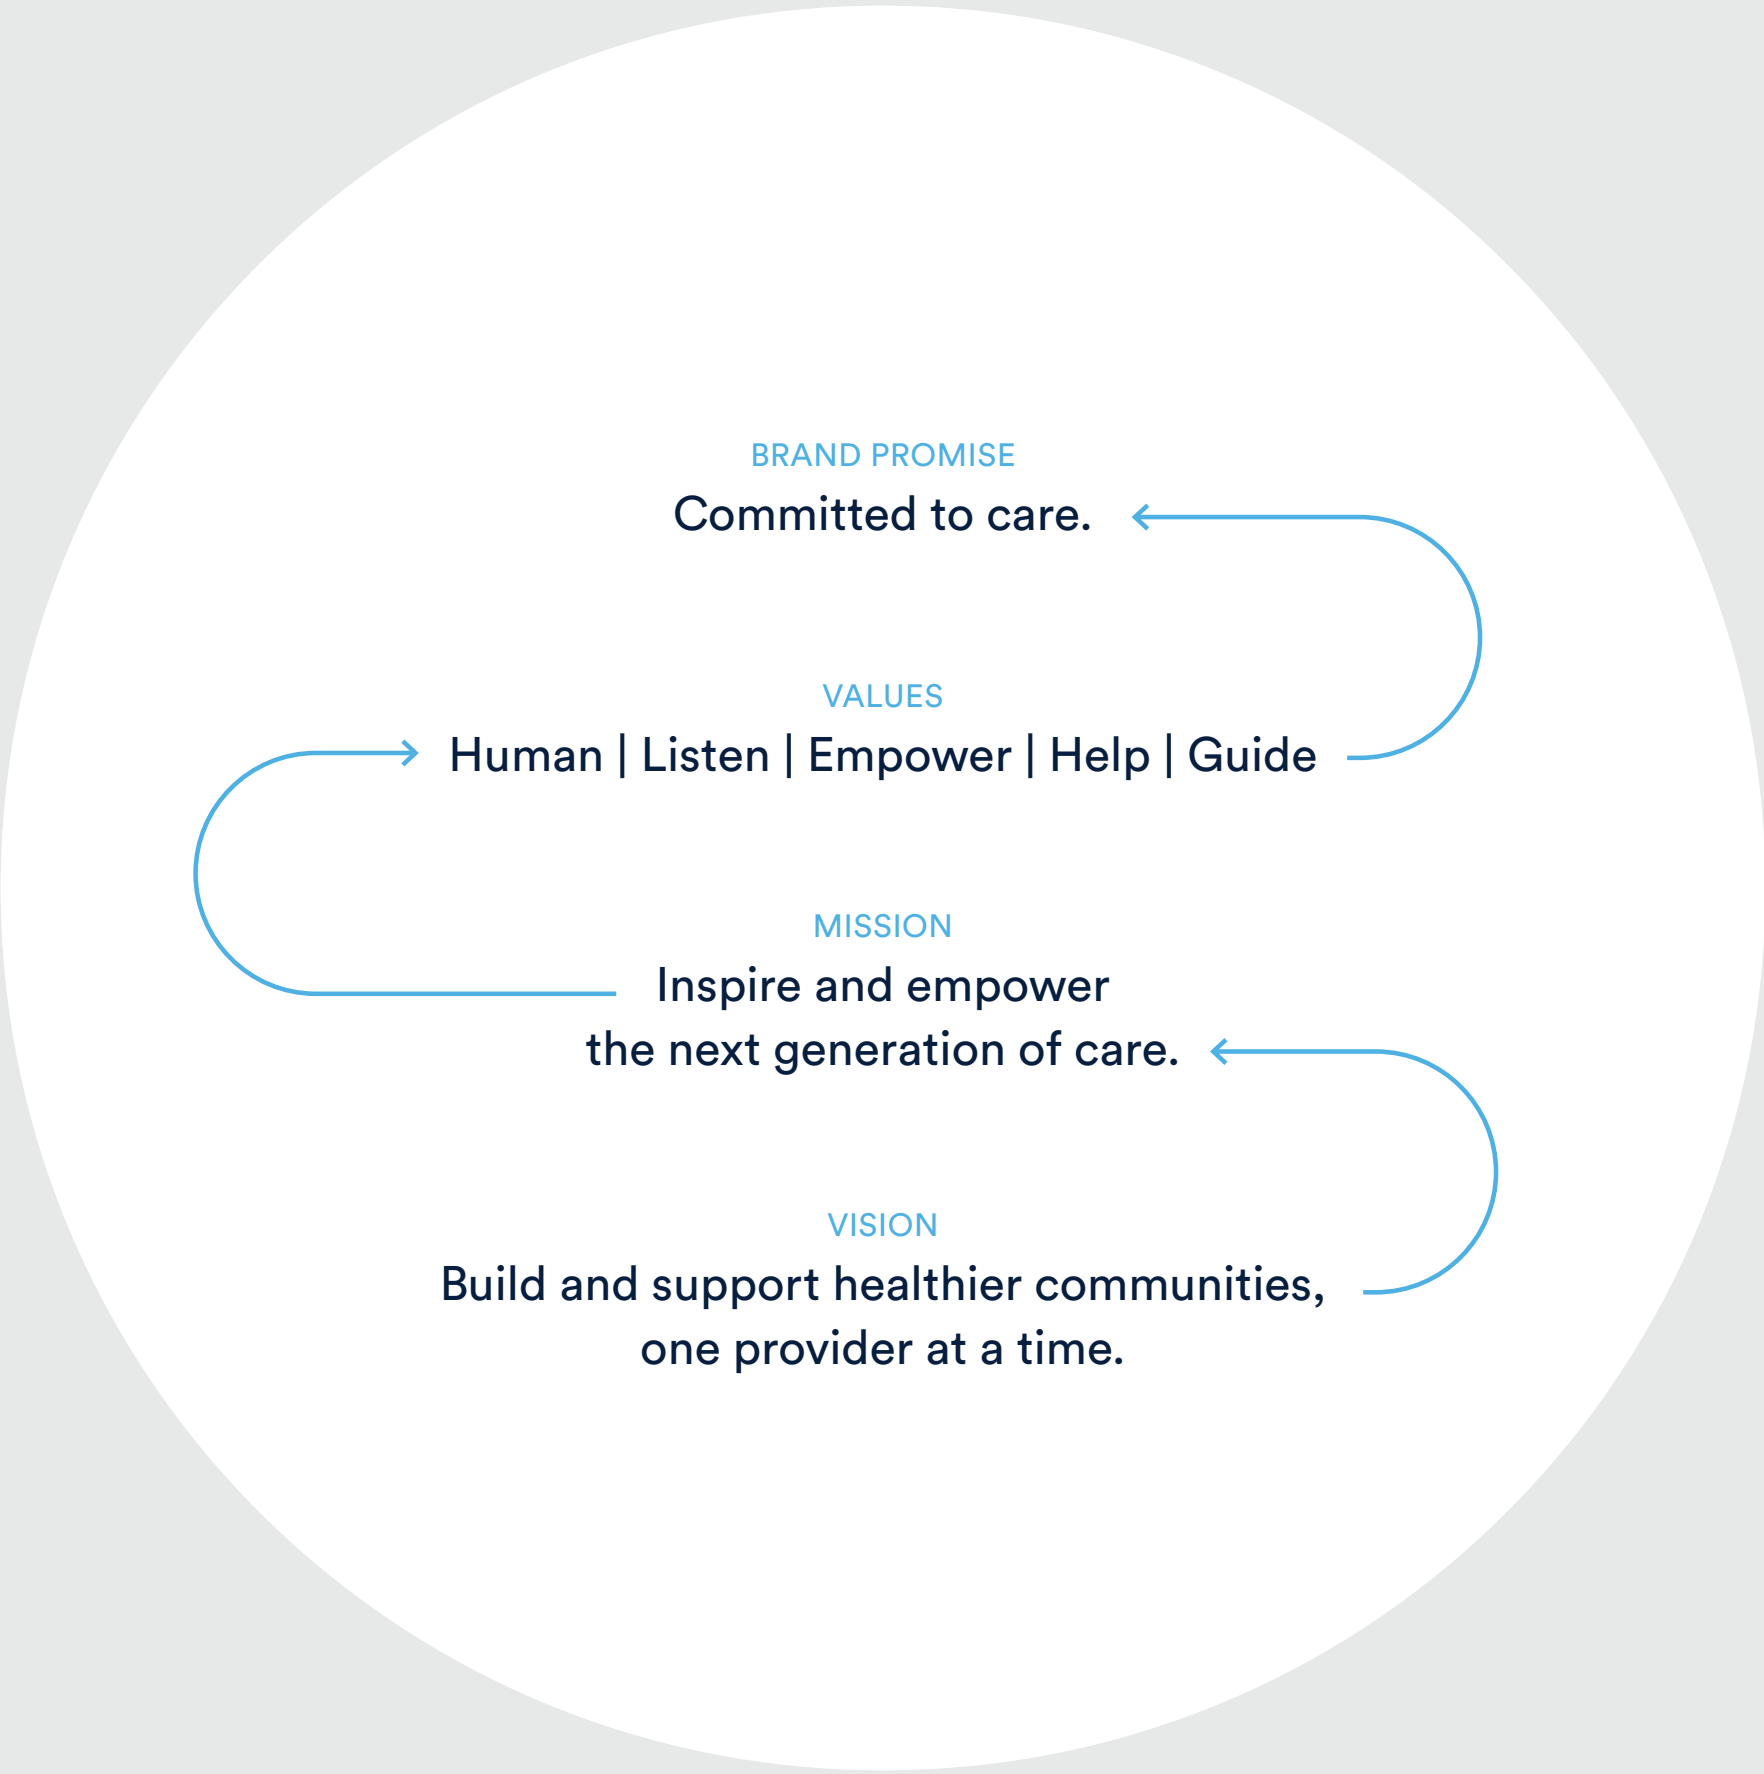 BRAND PROMISE
Committed to care.
VALUES
Human | Listen | Empower | Help | Guide
MISSION
Inspire and empower
the next generation of care.
VISION
Build and support healthier communities,
one provider at a time.